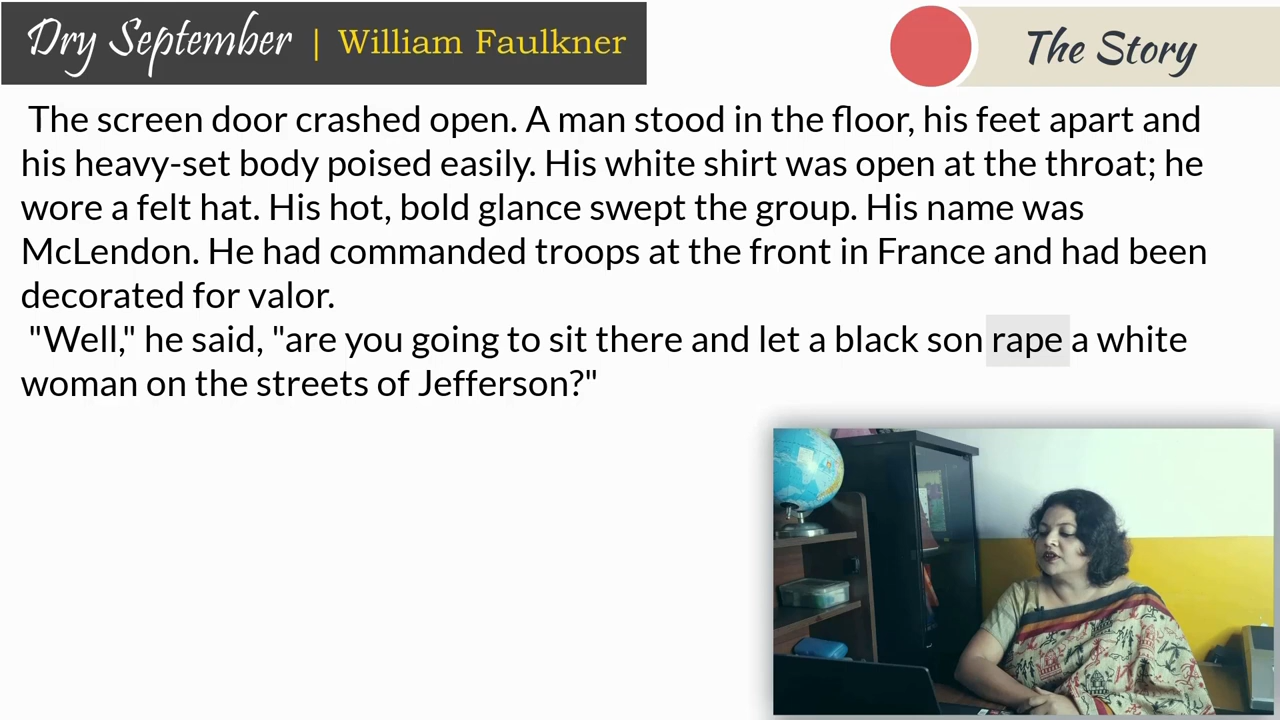 Dry September | William Faulkner
The Story
The screen door crashed open. A man stood in the floor, his feet apart and
his heavy-set body poised easily. His white shirt was open at the throat; he
wore a felt hat. His hot, bold glance swept the group. His name was
McLendon. He had commanded troops at the front in France and had been
decorated for valor.
"Well," he said, "are you going to sit there and let a black son rape a white
woman on the streets of Jefferson?"